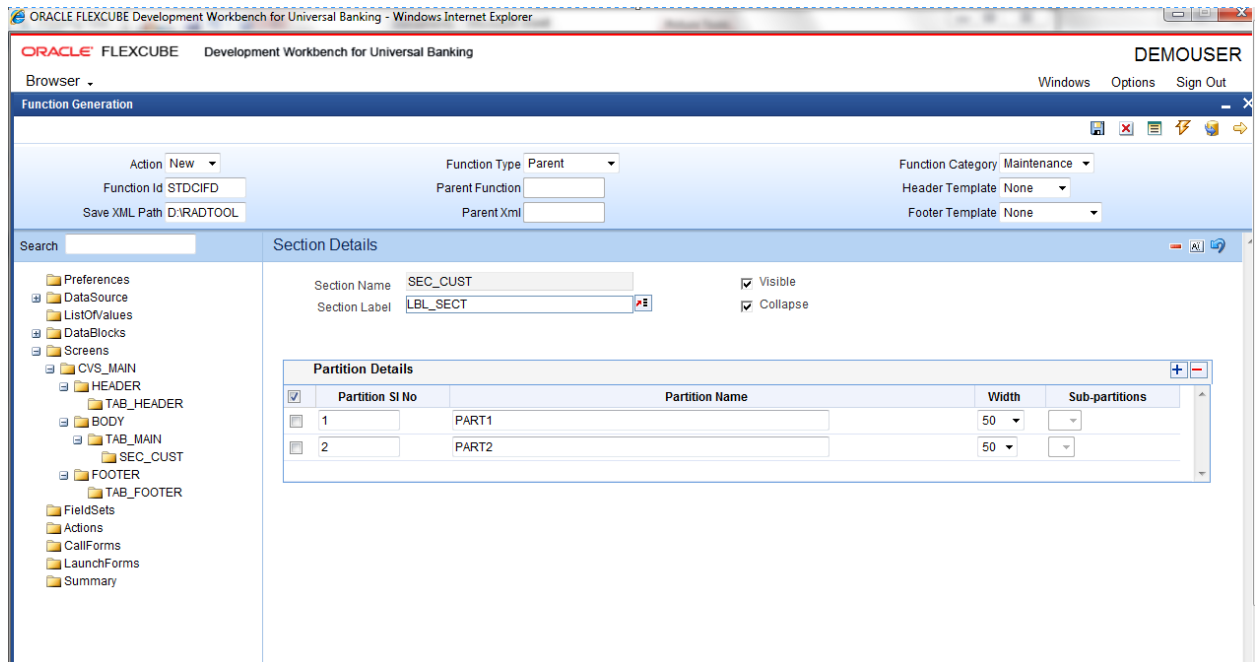 ORACLE FLEXCUBE Development Workbench for Universal Banking - Windows Internet Explorer
ORACLE FLEXCUBE Development Workbench for Universal Banking
DEMOUSER
Browser
Windows Options Sign Out
Function Generation
Action New Function Type Parent Function Category Maintenance
Function Id STDCIFD Parent Function Header Template None
Save XML Path D:\RADTOOL Parent Xml Footer Template None
Search
Section Details
Preferences
DataSource
ListOfValues
DataBlocks
Screens
CVS_MAIN
HEADER
TAB_HEADER
BODY
TAB_MAIN
SEC_CUST
FOOTER
TAB_FOOTER
FieldSets
Actions
CallForms
LaunchForms
Summary
Section Name SEC_CUST Visible
Section Label LBL_SECT Collapse
Partition Details
Partition Sl No Partition Name Width Sub-partitions
1 PART1 50
2 PART2 50